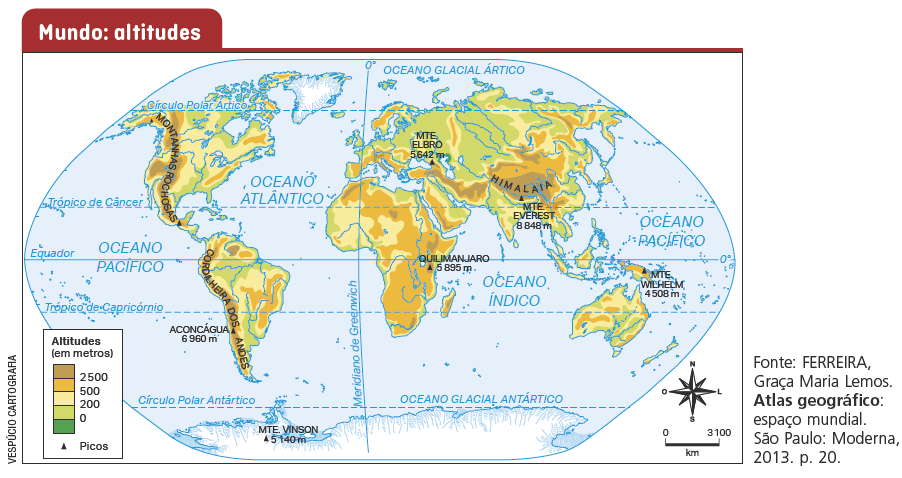 Mundo: altitudes
0°
OCEANO GLACIAL ÁRTICO
Círculo Polar Ártico
MONTANHAS ROCHOSAS
MTE.
ELBRO
5 642 m
OCEANO
ATLÂNTICO
HIMALAIA
Trópico de Câncer
MTE.
EVEREST
8 848 m
OCEANO
PACÍFICO
OCEANO
PACÍFICO
Equador
0°
QUILIMANJARO
5 895 m
MTE.
WILHELM
4 508 m
OCEANO
ÍNDICO
CORDILHEIRA DOS ANDES
Trópico de Capricórnio
Meridiano de Greenwich
ACONCÁGUA
6 960 m
Altitudes
(em metros)
2500
500
200
0
Picos
Círculo Polar Antártico
OCEANO GLACIAL ANTÁRTICO
MTE. VINSON
5 140 m
N
O
L
S
0
3 100
km
VESPÚCIO CARTOGRAFIA
Fonte: FERREIRA,
Graça Maria Lemos.
Atlas geográfico:
espaço mundial.
São Paulo: Moderna,
2013. p. 20.